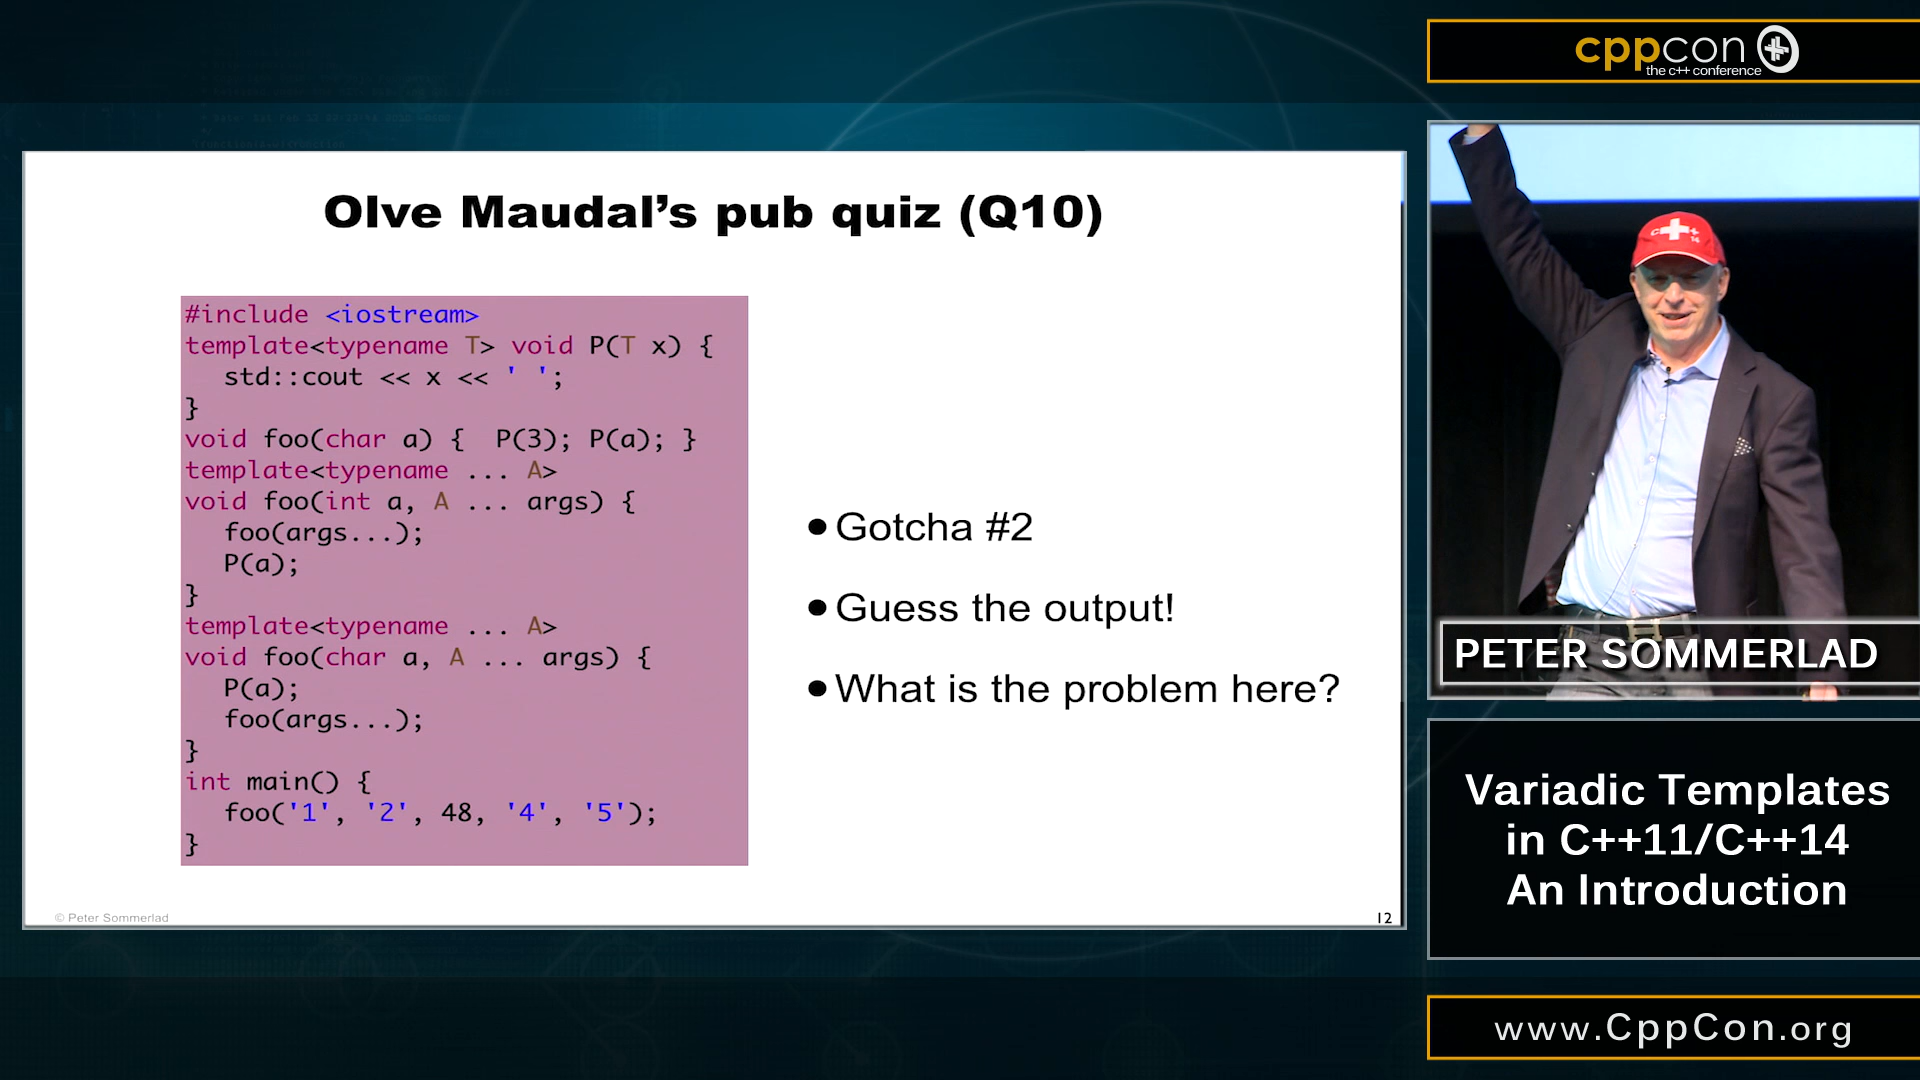 cppcon
the c++ conference
Olve Maudal’s pub quiz (Q10)
#include <iostream>
template<typename T> void P(T x) {
std::cout << x << ' ';
}
void foo(char a) {  P(3); P(a); }
template<typename ... A>
void foo(int a, A ... args) {
foo(args...);
P(a);
}
template<typename ... A>
void foo(char a, A ... args) {
P(a);
foo(args...);
}
int main() {
foo('1', '2', 48, '4', '5');
}
•Gotcha #2
•Guess the output!
•What is the problem here?
© Peter Sommerlad
12
C++
14
PETER SOMMERLAD
Variadic Templates
in C++11/C++14
An Introduction
www.CppCon.org